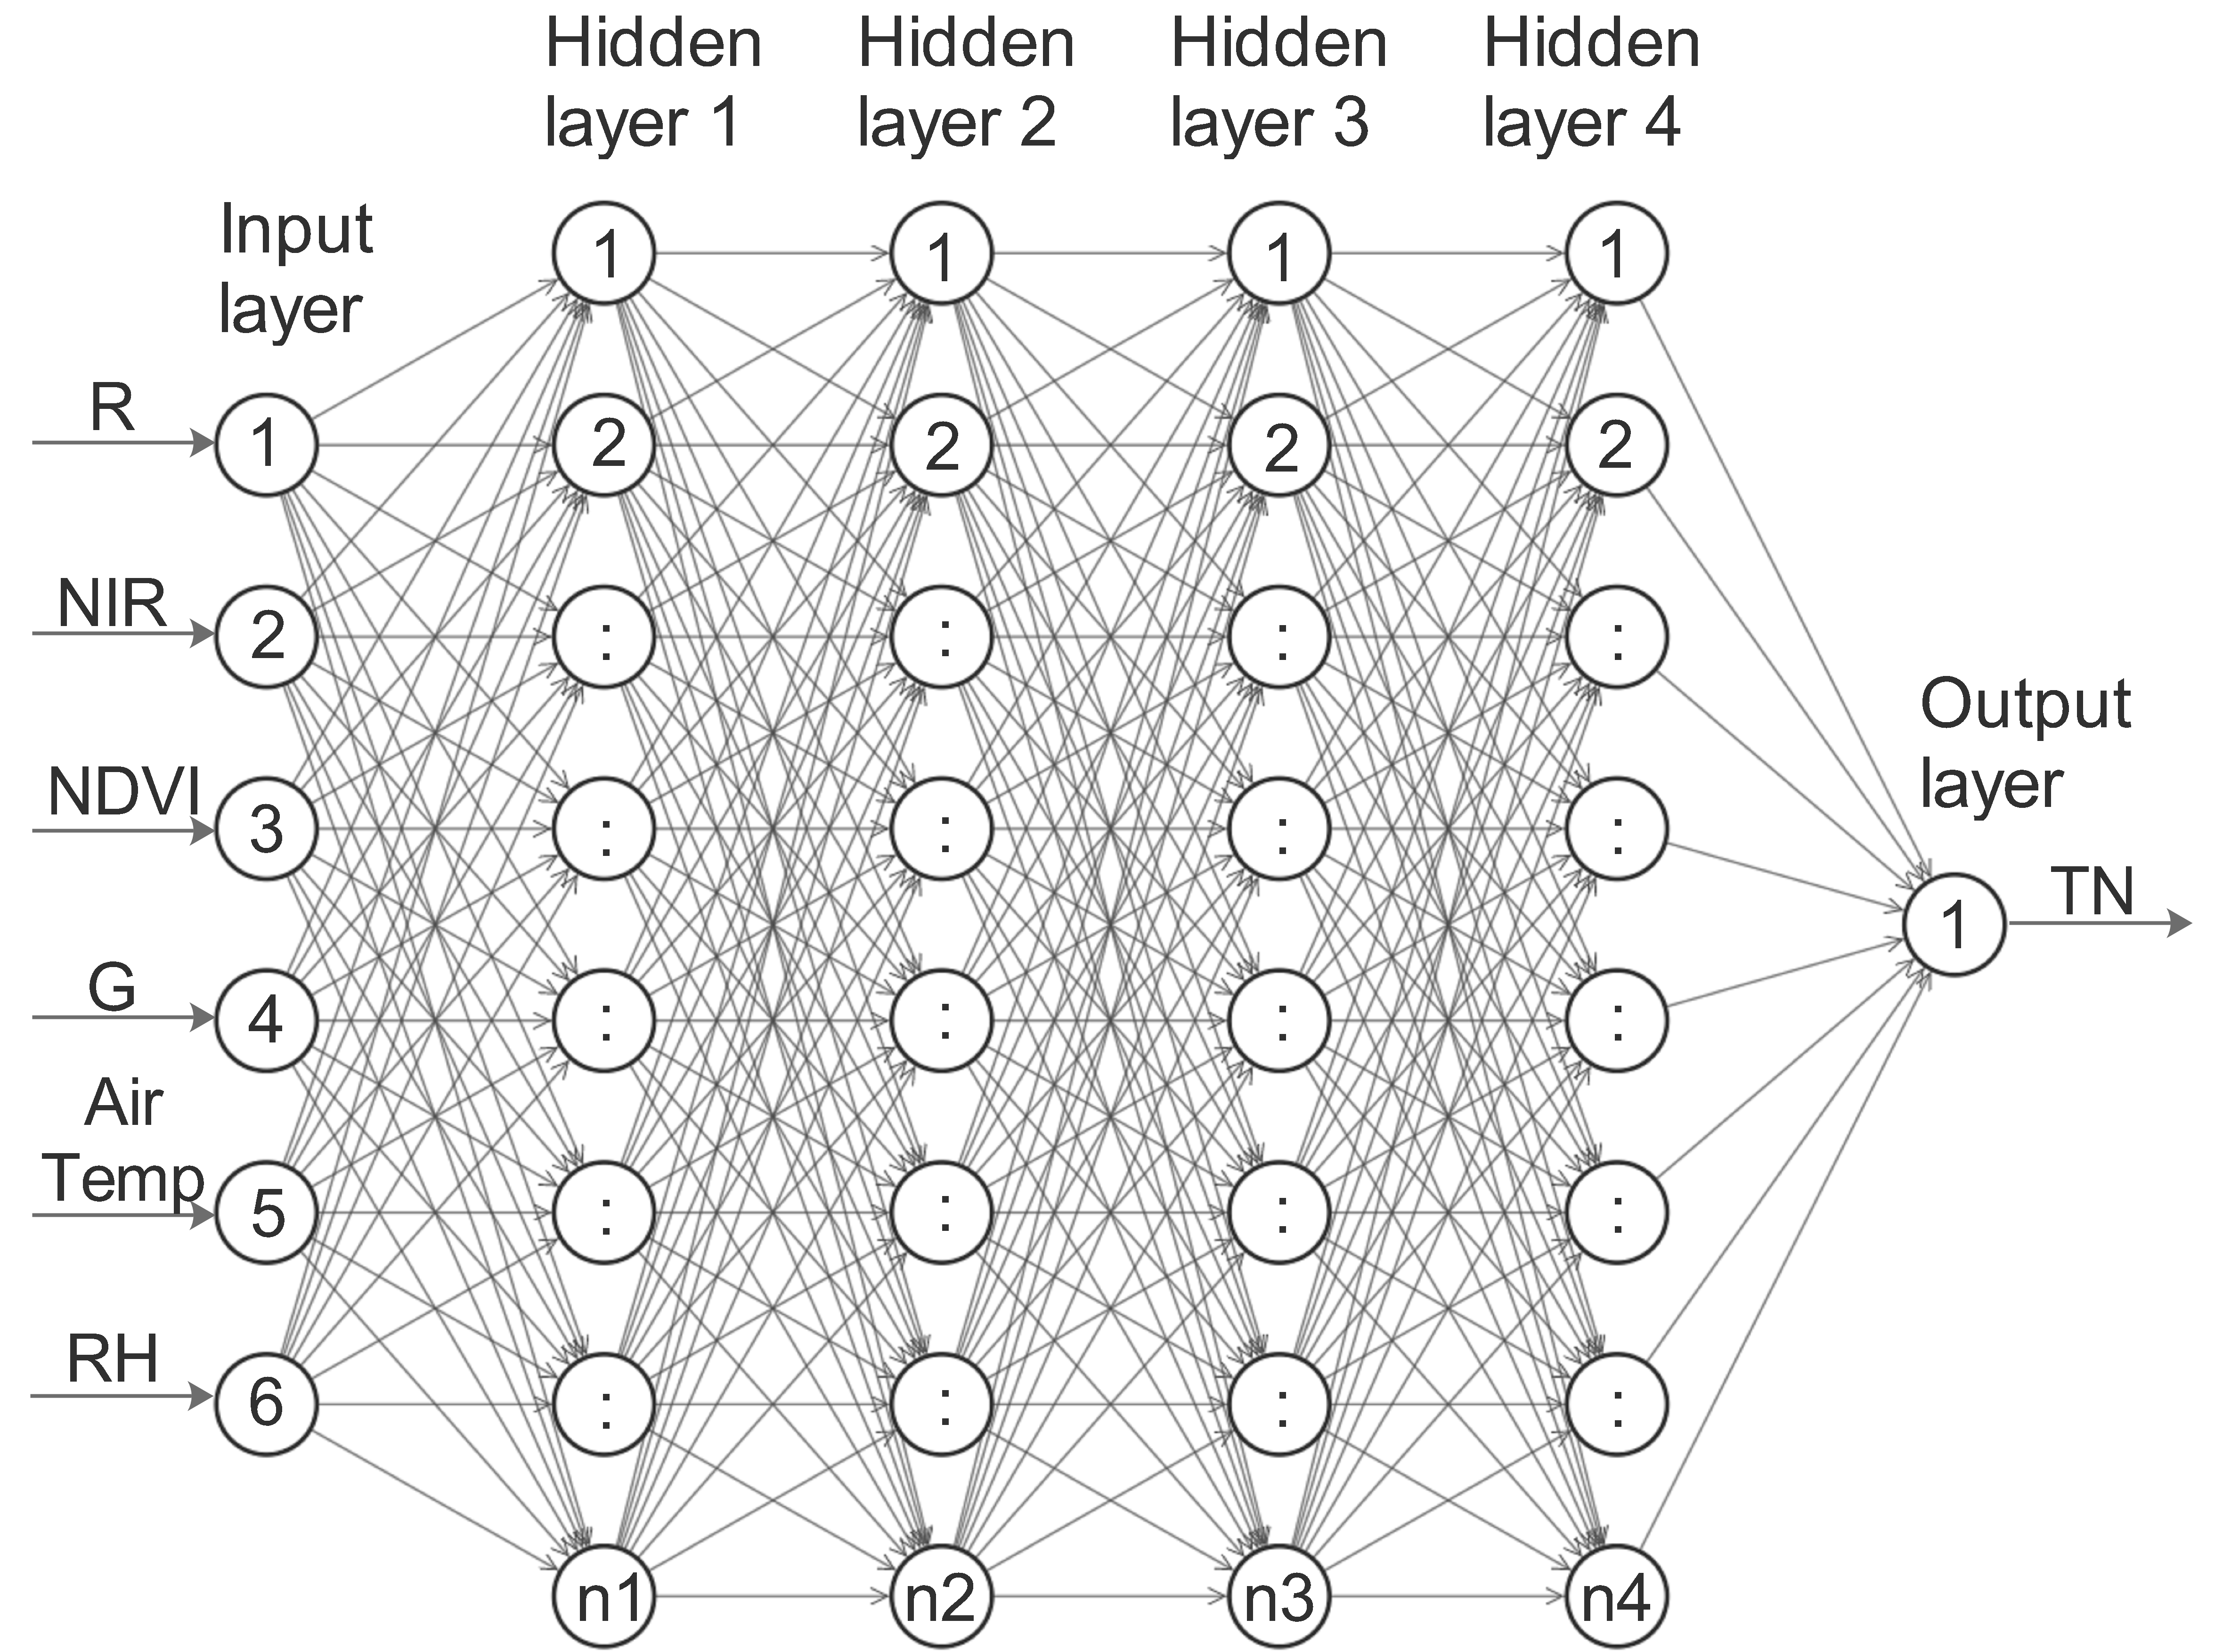 Hidden
layer 1
Hidden
layer 2
Hidden
layer 3
Hidden
layer 4
Input
layer
R
NIR
NDVI
G
Air
Temp
RH
1
2
3
4
5
6
1
2
:
:
:
:
:
n1
1
2
:
:
:
:
:
n2
1
2
:
:
:
:
:
n3
1
2
:
:
:
:
:
n4
Output
layer
1
TN